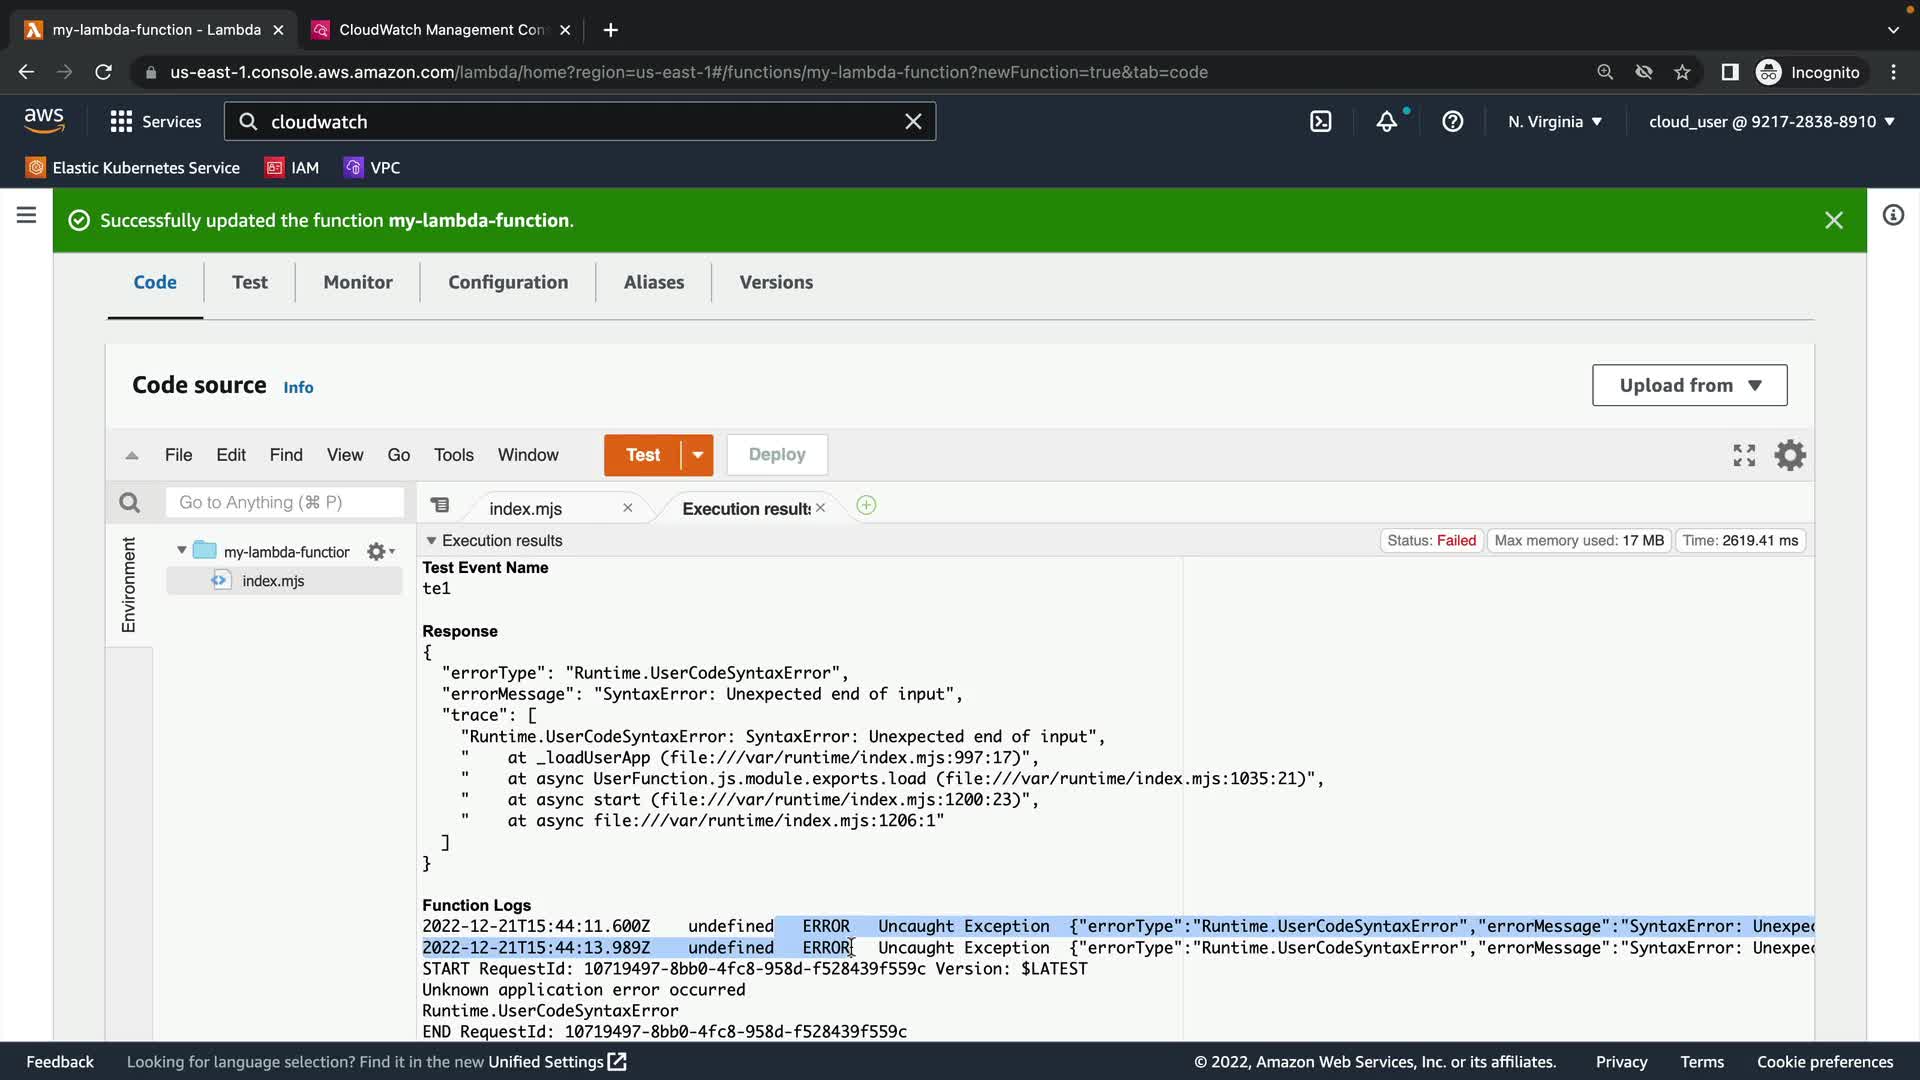 my-lambda-function - Lambda
CloudWatch Management Con
us-east-1.console.aws.amazon.com/lambda/home?region=us-east-1#/functions/my-lambda-function?newFunction=true&tab=code
Incognito
aws
Services
cloudwatch
N. Virginia
cloud_user @ 9217-2838-8910
Elastic Kubernetes Service
IAM
VPC
Successfully updated the function my-lambda-function.
Code
Test
Monitor
Configuration
Aliases
Versions
Code source
Info
Upload from
File
Edit
Find
View
Go
Tools
Window
Test
Deploy
Go to Anything (⌘ P)
index.mjs
Execution results
Environment
my-lambda-function
index.mjs
Execution results
Status: Failed
Max memory used: 17 MB
Time: 2619.41 ms
Test Event Name
te1
Response
{
"errorType": "Runtime.UserCodeSyntaxError",
"errorMessage": "SyntaxError: Unexpected end of input",
"trace": [
"Runtime.UserCodeSyntaxError: SyntaxError: Unexpected end of input",
"    at _loadUserApp (file:///var/runtime/index.mjs:997:17)",
"    at async UserFunction.js.module.exports.load (file:///var/runtime/index.mjs:1035:21)",
"    at async start (file:///var/runtime/index.mjs:1200:23)",
"    at async file:///var/runtime/index.mjs:1206:1"
]
}
Function Logs
2022-12-21T15:44:11.600Z undefined ERROR Uncaught Exception {"errorType":"Runtime.UserCodeSyntaxError","errorMessage":"SyntaxError: Unexpec
2022-12-21T15:44:13.989Z undefined ERROR Uncaught Exception {"errorType":"Runtime.UserCodeSyntaxError","errorMessage":"SyntaxError: Unexpec
START RequestId: 10719497-8bb0-4fc8-958d-f528439f559c Version: $LATEST
Unknown application error occurred
Runtime.UserCodeSyntaxError
END RequestId: 10719497-8bb0-4fc8-958d-f528439f559c
Feedback
Looking for language selection? Find it in the new Unified Settings
© 2022, Amazon Web Services, Inc. or its affiliates.
Privacy
Terms
Cookie preferences